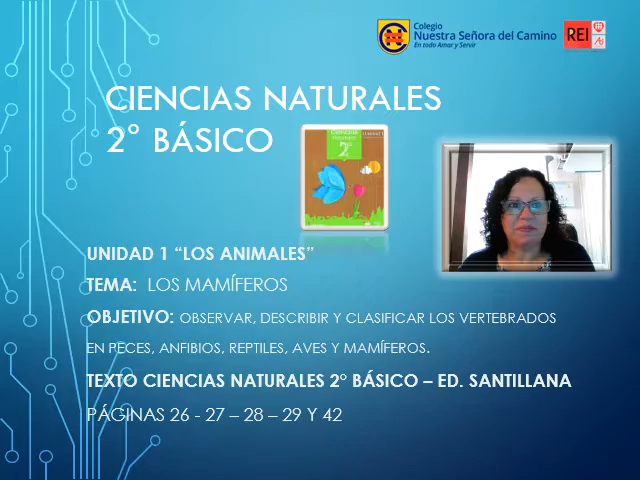 Colegio
Nuestra Señora del Camino
En todo Amor y Servir
REI
CIENCIAS NATURALES
2° BÁSICO
Ciencias
2
UNIDAD 1 “LOS ANIMALES”
TEMA: LOS MAMÍFEROS
OBJETIVO: OBSERVAR, DESCRIBIR Y CLASIFICAR LOS VERTEBRADOS
EN PECES, ANFIBIOS, REPTILES, AVES Y MAMÍFEROS.
TEXTO CIENCIAS NATURALES 2° BÁSICO – ED. SANTILLANA
PÁGINAS 26 - 27 – 28 – 29 Y 42